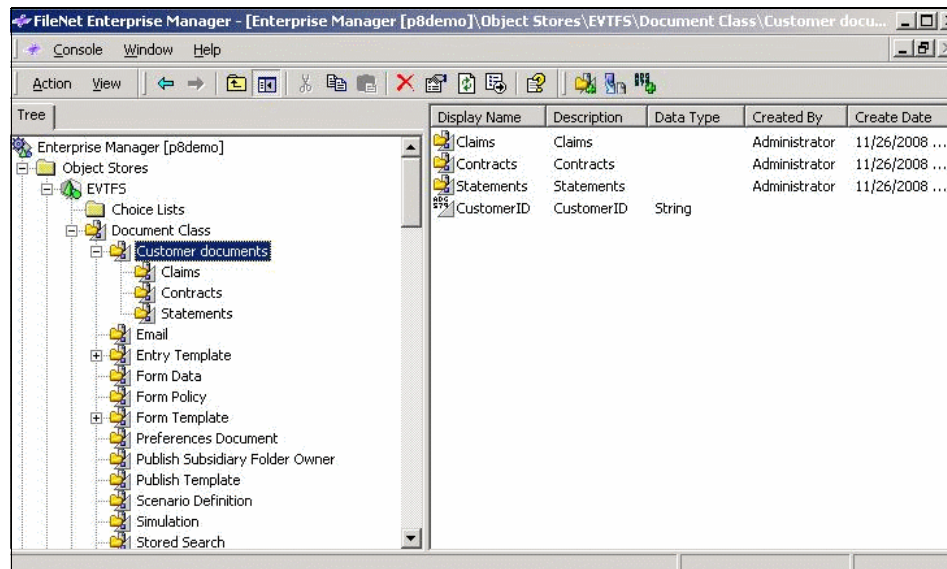 FileNet Enterprise Manager - [Enterprise Manager [p8demo]\Object Stores\EVTFS\Document Class\Customer docu...
Console Window Help
Action View
Tree
Enterprise Manager [p8demo]
Object Stores
EVTFS
Choice Lists
Document Class
Customer documents
Claims
Contracts
Statements
Email
Entry Template
Form Data
Form Policy
Form Template
Preferences Document
Publish Subsidiary Folder Owner
Publish Template
Scenario Definition
Simulation
Stored Search
Display Name Description Data Type Created By Create Date
Claims Claims Administrator 11/26/2008 ...
Contracts Contracts Administrator 11/26/2008 ...
Statements Statements Administrator 11/26/2008 ...
CustomerID CustomerID String